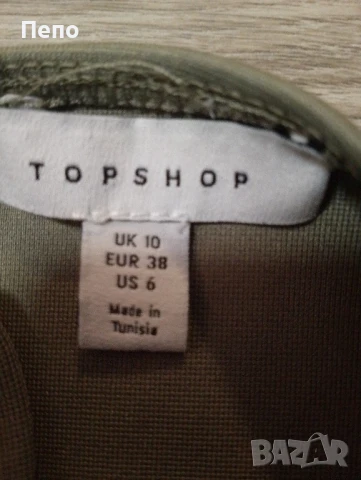 Пепо
TOPSHOP
UK 10
EUR 38
US 6
Made in
Tunisia
BAZAR